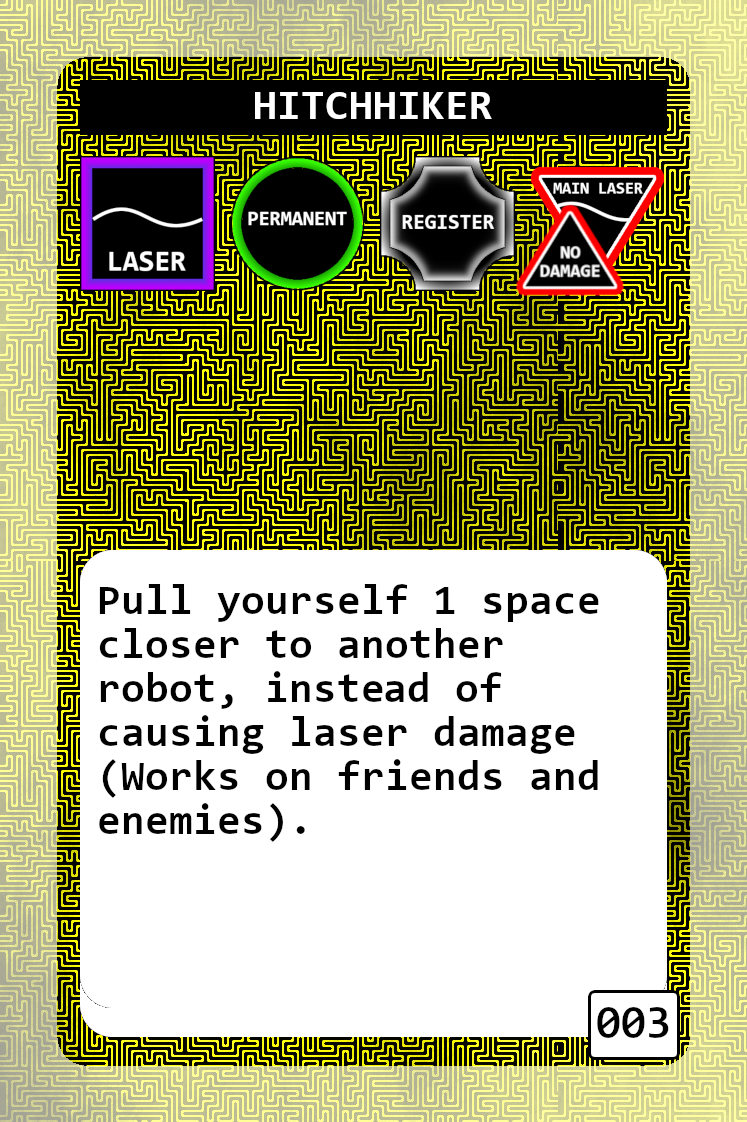 HITCHHIKER
LASER
PERMANENT
REGISTER
MAIN LASER
NO
DAMAGE
Pull yourself 1 space
closer to another
robot, instead of
causing laser damage
(Works on friends and
enemies).
003